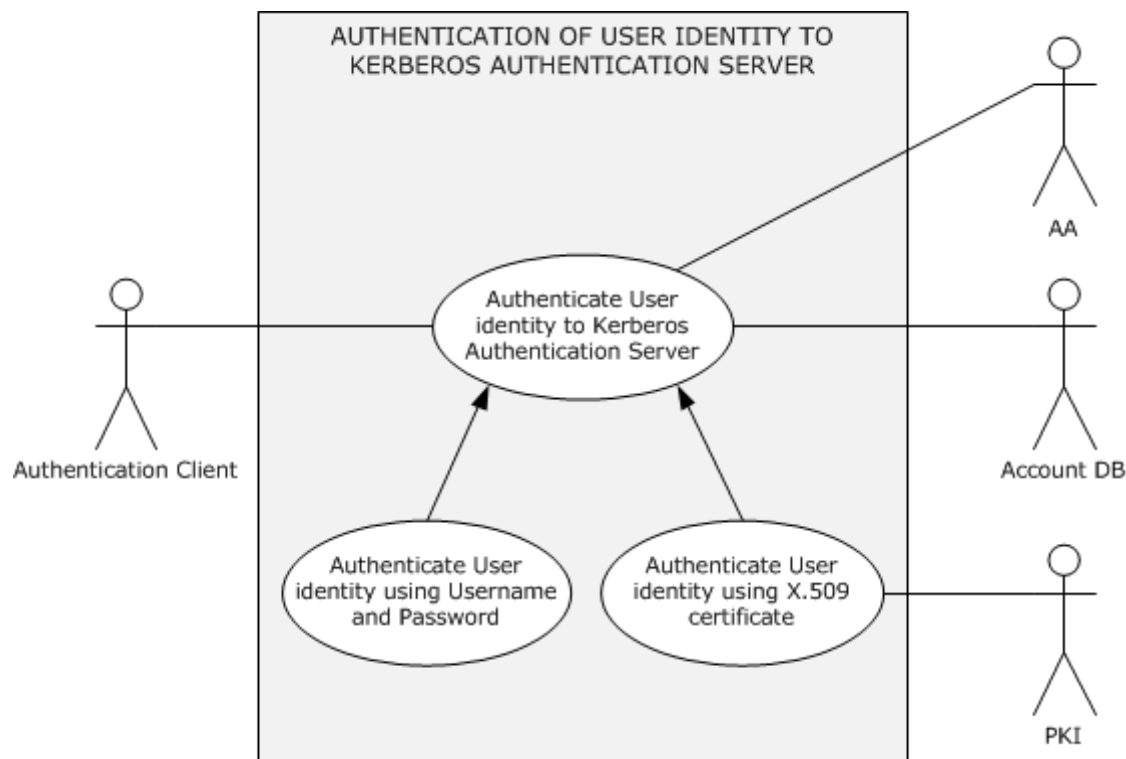 AUTHENTICATION OF USER IDENTITY TO
KERBEROS AUTHENTICATION SERVER
AA
Authenticate User
identity to Kerberos
Authentication Server
Authentication Client
Account DB
Authenticate User
identity using Username
and Password
Authenticate User
identity using X.509
certificate
PKI